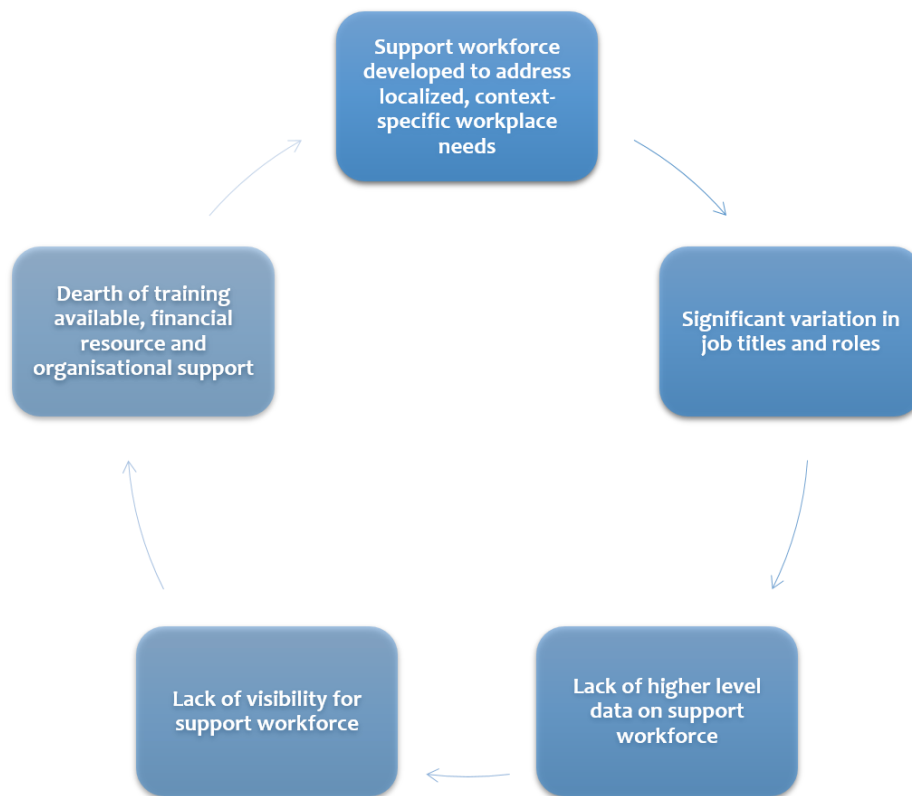 Support workforce
developed to address
localized, context-
specific workplace
needs
Significant variation in
job titles and roles
Lack of higher level
data on support
workforce
Lack of visibility for
support workforce
Dearth of training
available, financial
resource and
organisational support